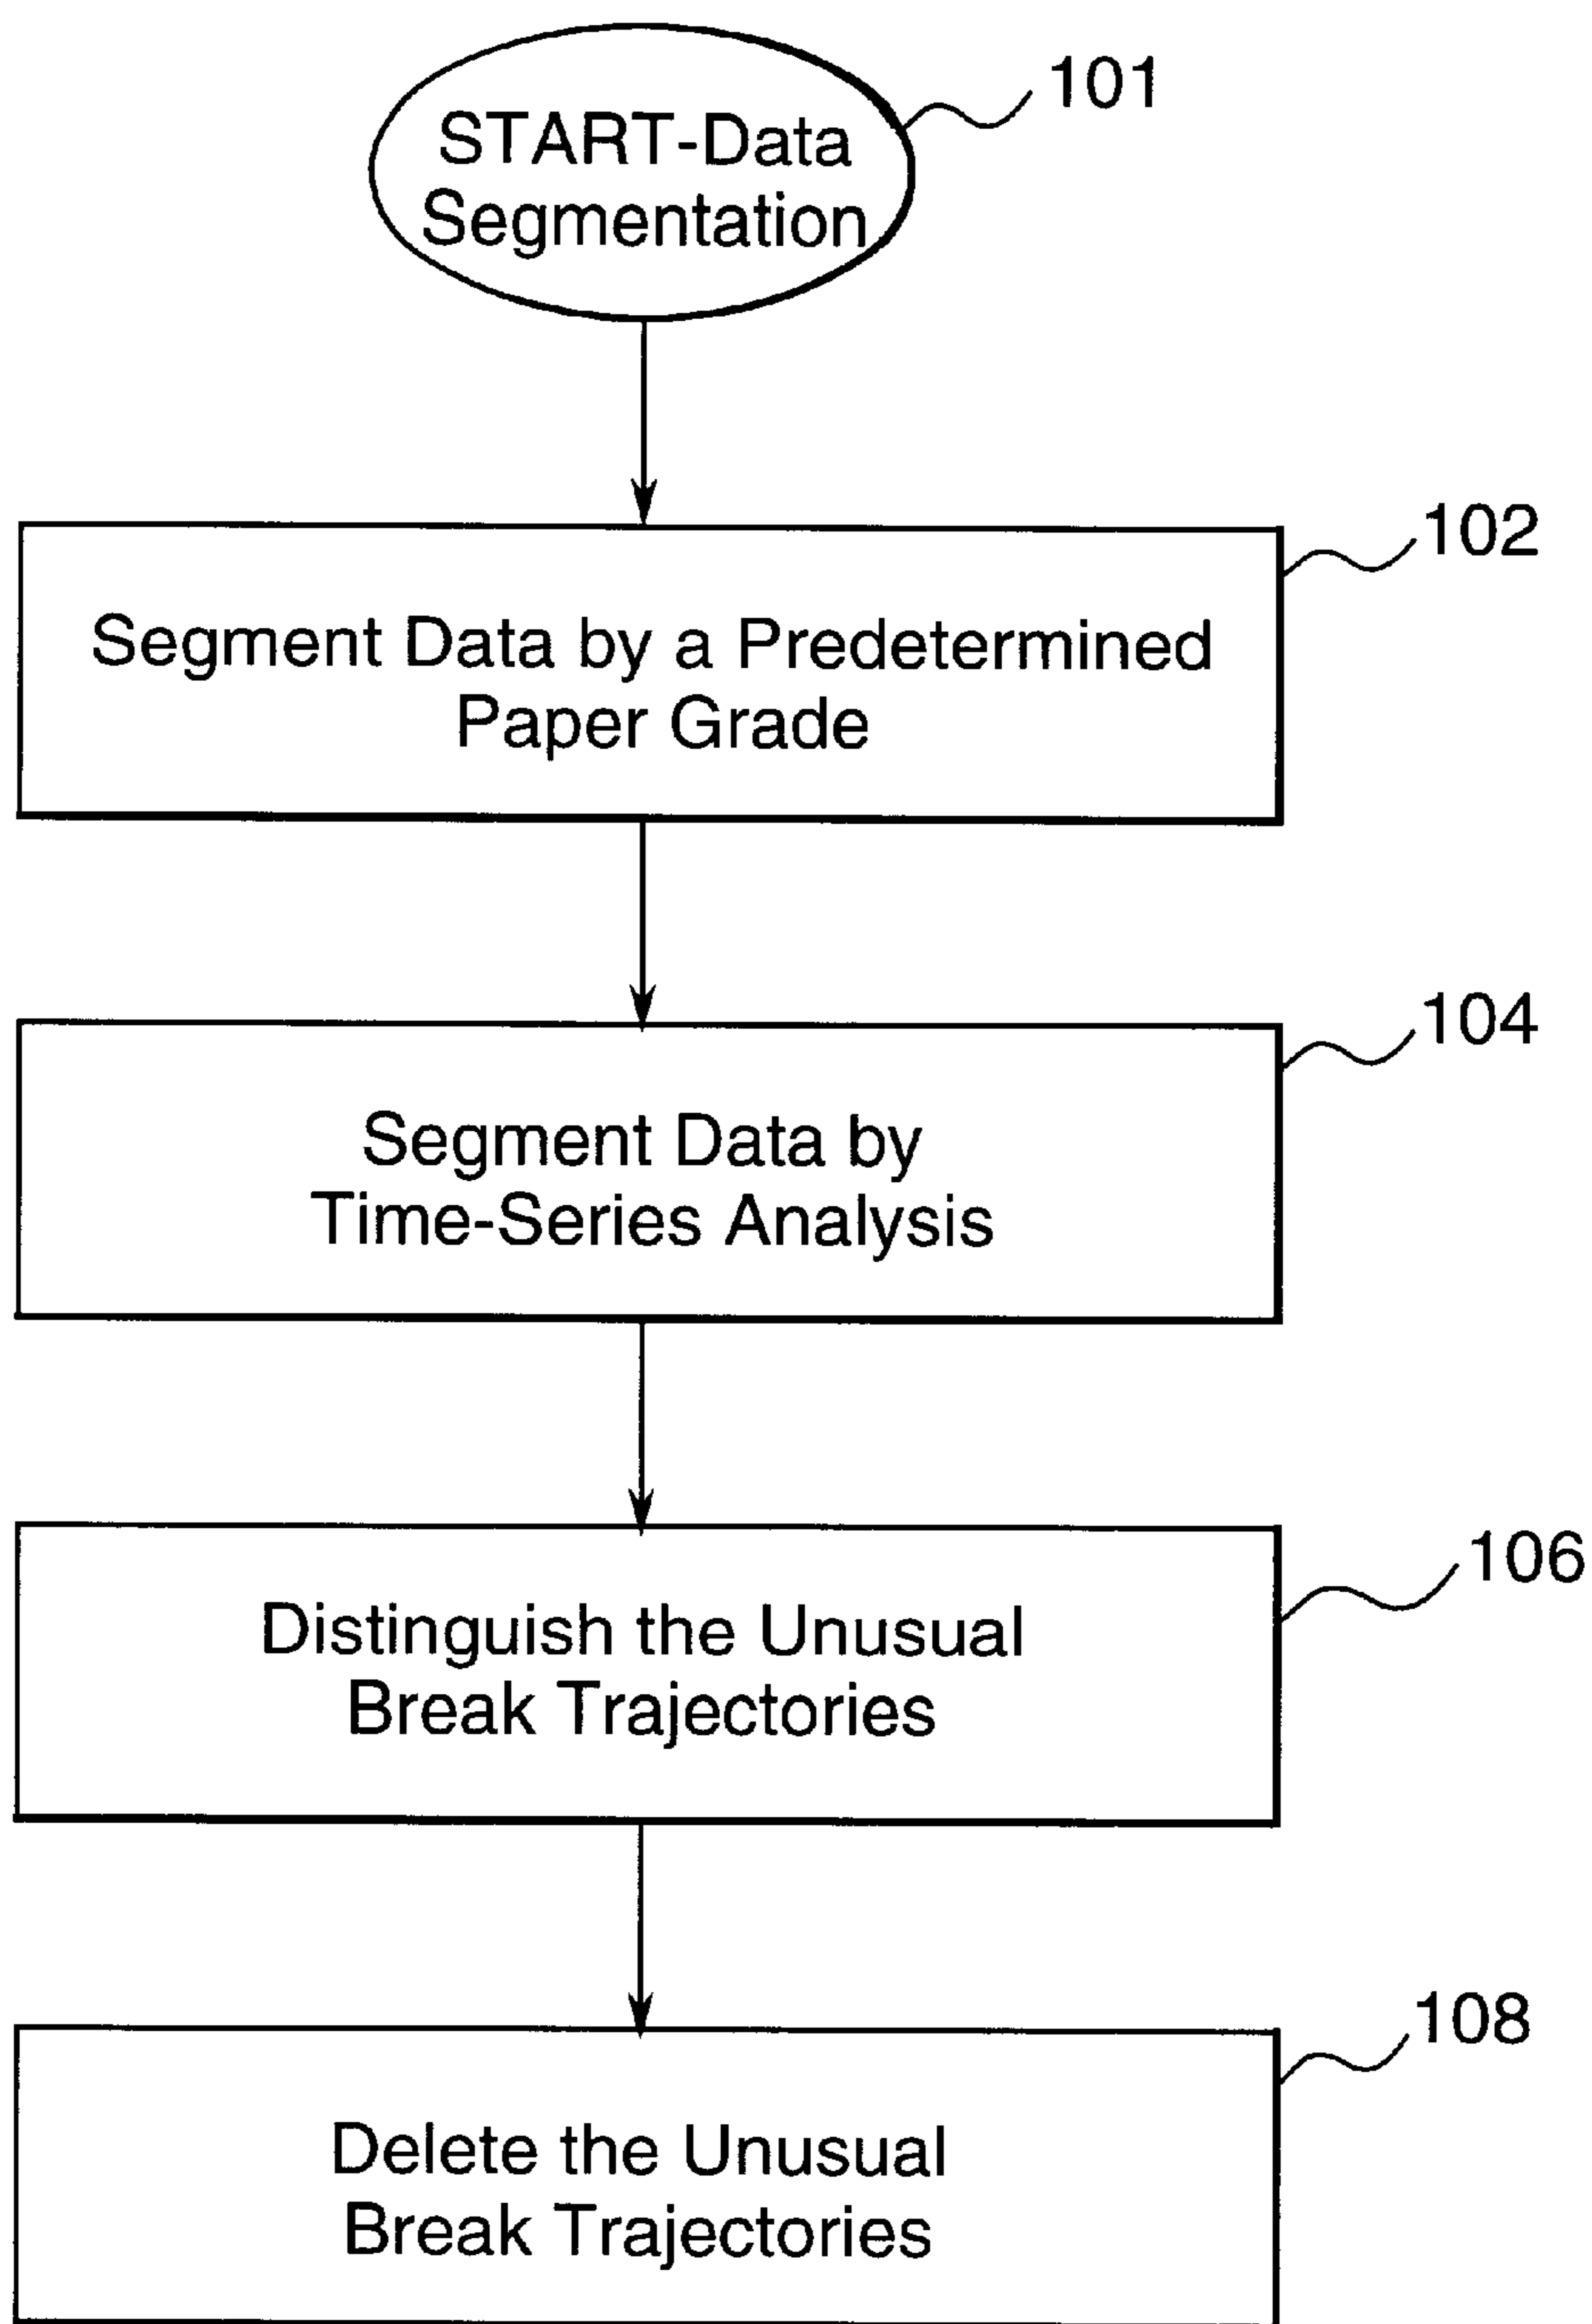 101
START-Data
Segmentation
102
Segment Data by a Predetermined
Paper Grade
104
Segment Data by
Time-Series Analysis
106
Distinguish the Unusual
Break Trajectories
108
Delete the Unusual
Break Trajectories